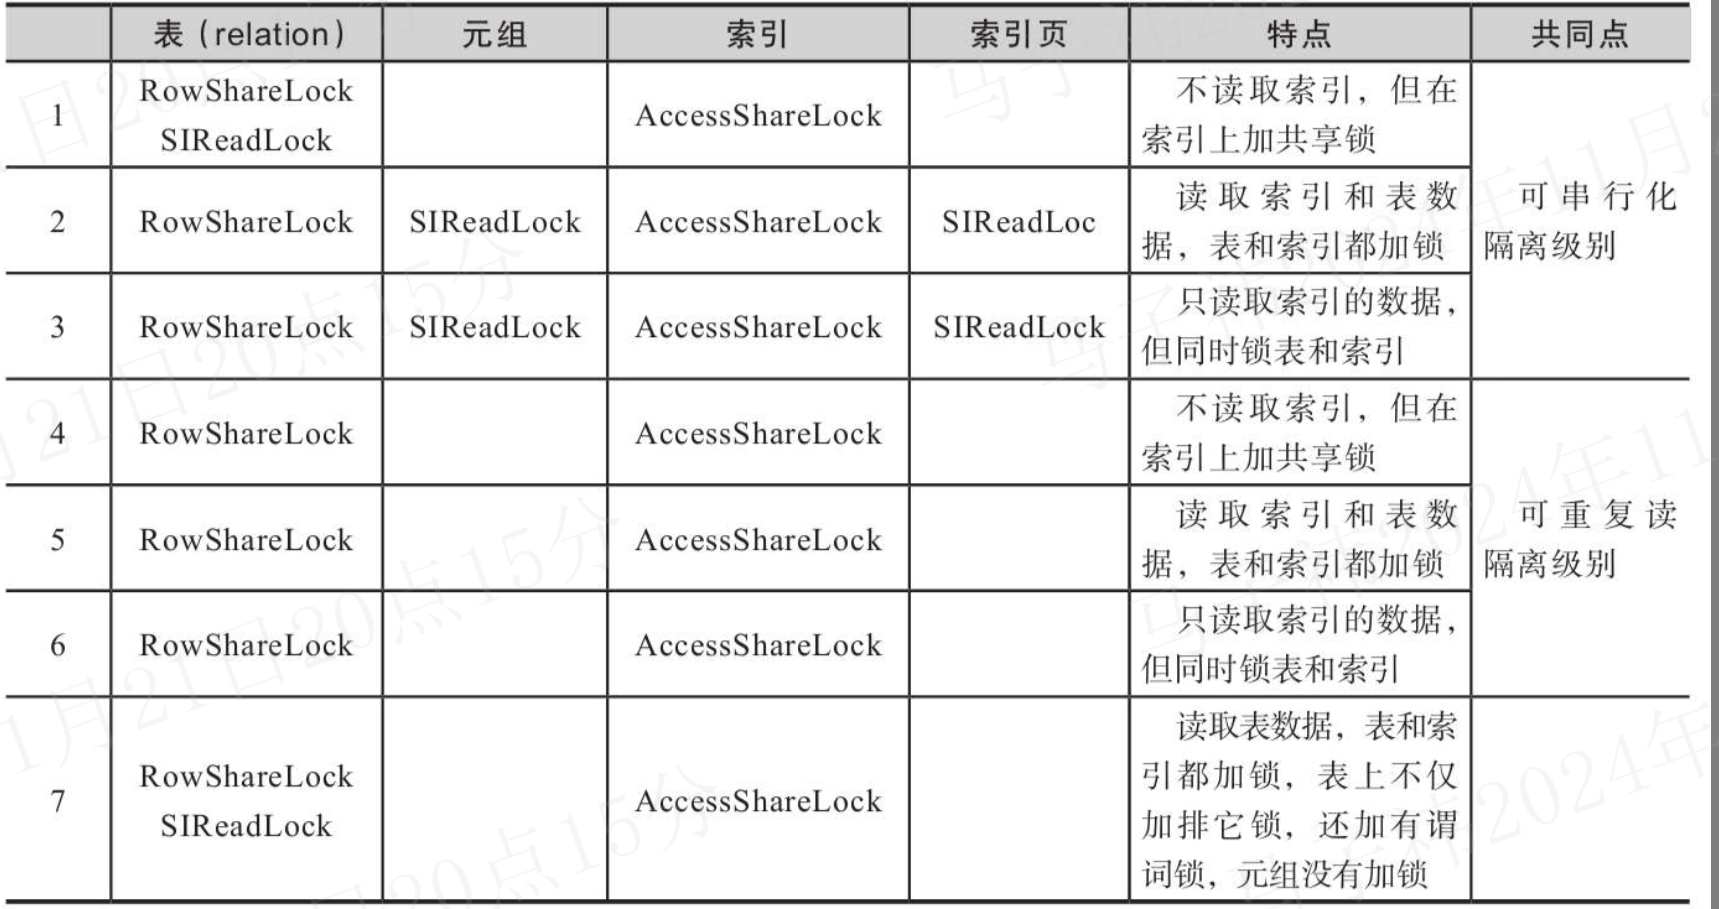 表（relation） 元组 索引 索引页 特点 共同点
1 RowShareLock
SIReadLock
AccessShareLock
不读取索引，但在
索引上加共享锁
2 RowShareLock SIReadLock AccessShareLock SIReadLoc
读取索引和表数
据，表和索引都加锁
可串行化
隔离级别
3 RowShareLock SIReadLock AccessShareLock SIReadLock
只读取索引的数据，
但同时锁表和索引
4 RowShareLock AccessShareLock
不读取索引，但在
索引上加共享锁
5 RowShareLock AccessShareLock
读取索引和表数
据，表和索引都加锁
可重复读
隔离级别
6 RowShareLock AccessShareLock
只读取索引的数据，
但同时锁表和索引
7 RowShareLock
SIReadLock
AccessShareLock
读取表数据，表和索
引都加锁，表上不仅
加排它锁，还加有谓
词锁，元组没有加锁